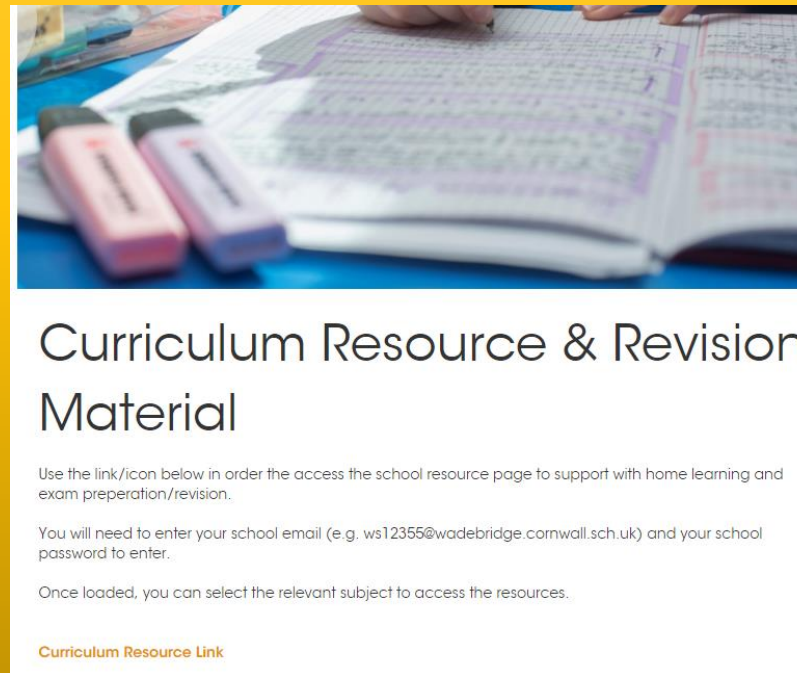 Curriculum Resource & Revision
Material
Use the link/icon below in order the access the school resource page to support with home learning and
exam preperation/revision.
You will need to enter your school email (e.g. ws12355@wadebridge.cornwall.sch.uk) and your school
password to enter.
Once loaded, you can select the relevant subject to access the resources.
Curriculum Resource Link